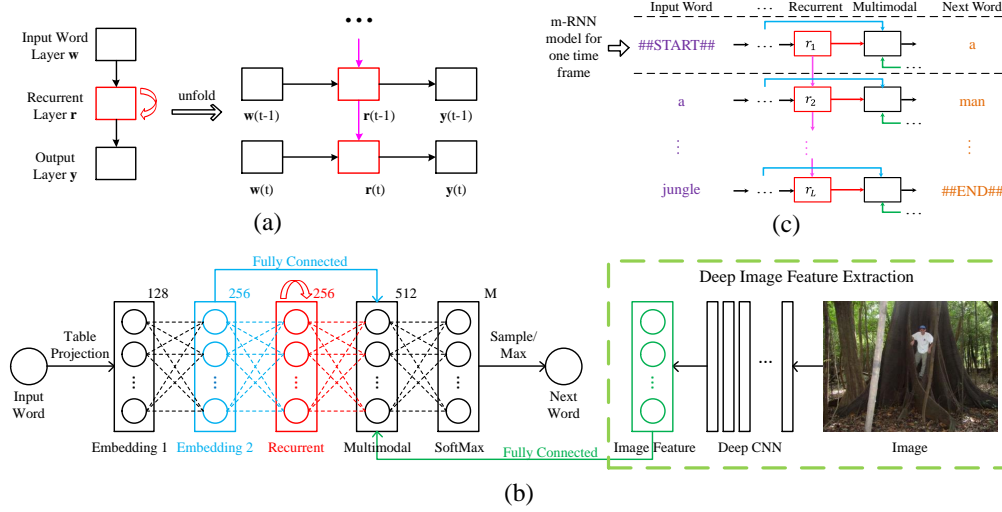 Input Word
Layer w
Recurrent
Layer r
Output
Layer y
unfold
w(t-1)
r(t-1)
y(t-1)
w(t)
r(t)
y(t)
(a)
Input Word
...
Recurrent
Multimodal
Next Word
m-RNN
model for
one time
frame
##START##
...
r1
a
...
a
...
r2
man
...
jungle
...
rL
##END##
...
(c)
Fully Connected
Deep Image Feature Extraction
128
256
256
512
M
Table
Projection
Sample/
Max
...
Input
Word
Next
Word
Embedding 1
Embedding 2
Recurrent
Multimodal
SoftMax
Fully Connected
Image Feature
Deep CNN
Image
(b)